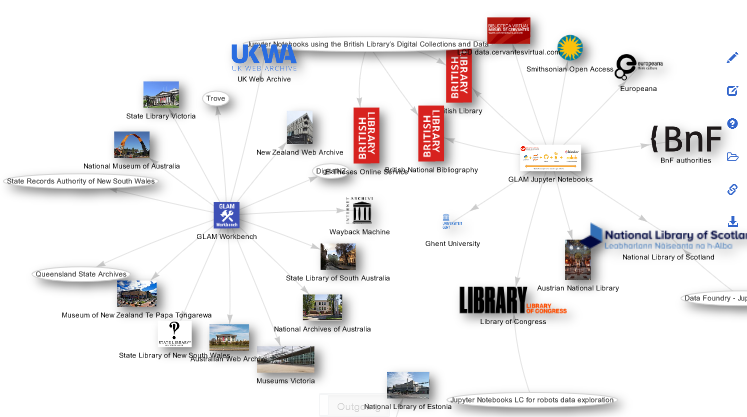 Jupyter Notebooks using the British Library's Digital Collections and Data
data.cervantesvirtual.com
UKWA
UK WEB ARCHIVE
UK Web Archive
Smithsonian Open Access
europeana
Europeana
BRITISH LIBRARY
tish Library
State Library Victoria
Trove
BRITISH LIBRARY
BRITISH LIBRARY
BnF
BnF authorities
New Zealand Web Archive
National Museum of Australia
Theses Online Service
British National Bibliography
GLAM Jupyter Notebooks
State Records Authority of New South Wales
GLAM
Workbench
GLAM Workbench
INTERNET ARCHIVE
Wayback Machine
Ghent University
National Library of Scotla
Leabharlann Nàiseanta na h-Alba
National Library of Scotland
State Library of South Australia
Queensland State Archives
Austrian National Library
Museum of New Zealand Te Papa Tongarewa
LIBRARY
LIBRARY OF CONGRESS
Library of Congress
Data Foundry - Jup
National Archives of Australia
State Library of New South Wales
Australian Web Archive
Museums Victoria
Outgo
National Library of Estonia
Jupyter Notebooks LC for robots data exploration